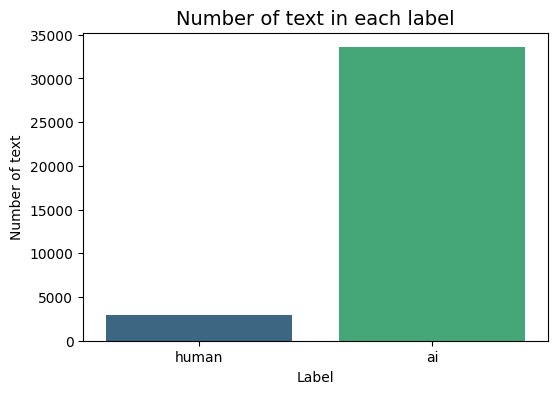 Number of text in each label
Number of text
35000
30000
25000
20000
15000
10000
5000
0
human
ai
Label